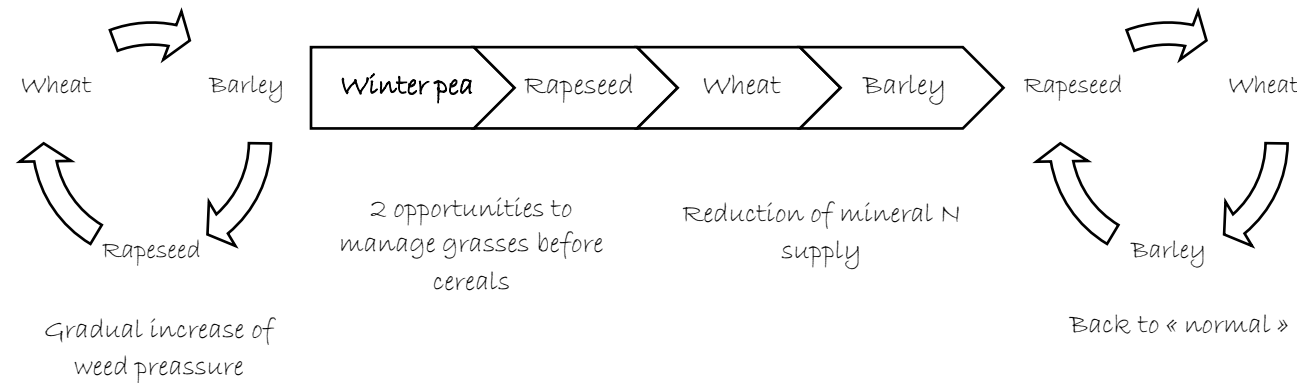 Wheat
Barley
Rapeseed
Gradual increase of
weed preassure
Winter pea
Rapeseed
Wheat
Barley
2 opportunities to
manage grasses before
cereals
Reduction of mineral N
supply
Rapeseed
Wheat
Barley
Back to « normal »